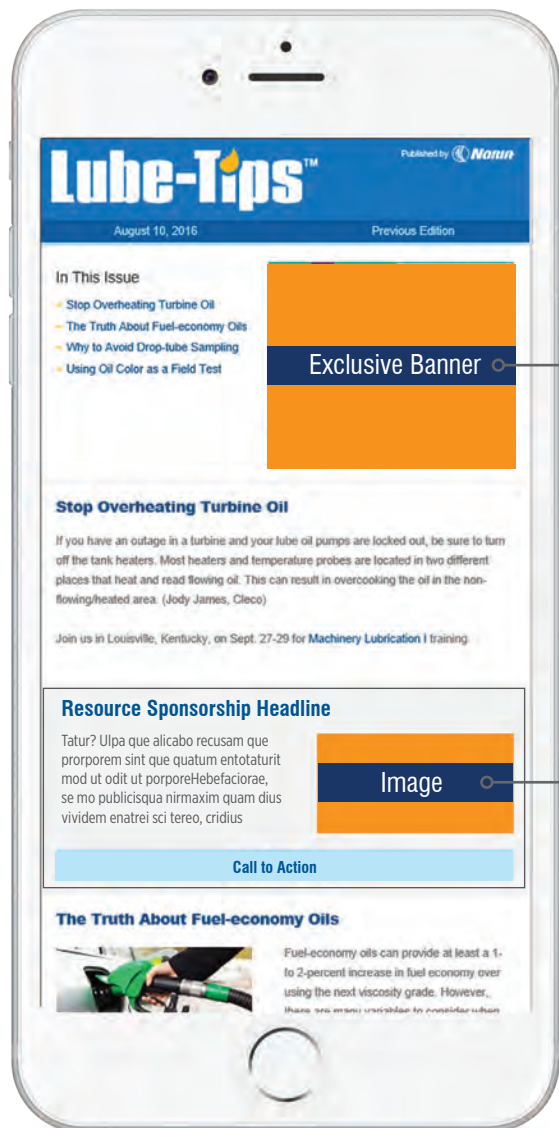 Lube-Tips™
Published by Noria
August 10, 2016 Previous Edition
In This Issue
Stop Overheating Turbine Oil
The Truth About Fuel-economy Oils
Why to Avoid Drop-tube Sampling
Using Oil Color as a Field Test
Exclusive Banner
Stop Overheating Turbine Oil
If you have an outage in a turbine and your lube oil pumps are locked out, be sure to turn
off the tank heaters. Most heaters and temperature probes are located in two different
places that heat and read flowing oil. This can result in overcooking the oil in the non-
flowing/heated area. (Jody James, Cleco)
Join us in Louisville, Kentucky, on Sept. 27-29 for Machinery Lubrication I training.
Resource Sponsorship Headline
Tatur? Ulpa que alicabo recusam que
prorporem sint que quatum entotaturit
mod ut odit ut porporeHebefaciorae,
se mo publicisqua nirmaxim quam dius
vividem enatrei sci tereo, cridius
Image
Call to Action
The Truth About Fuel-economy Oils
Fuel-economy oils can provide at least a 1-
to 2-percent increase in fuel economy over
using the next viscosity grade. However,
there are many variables to consider when